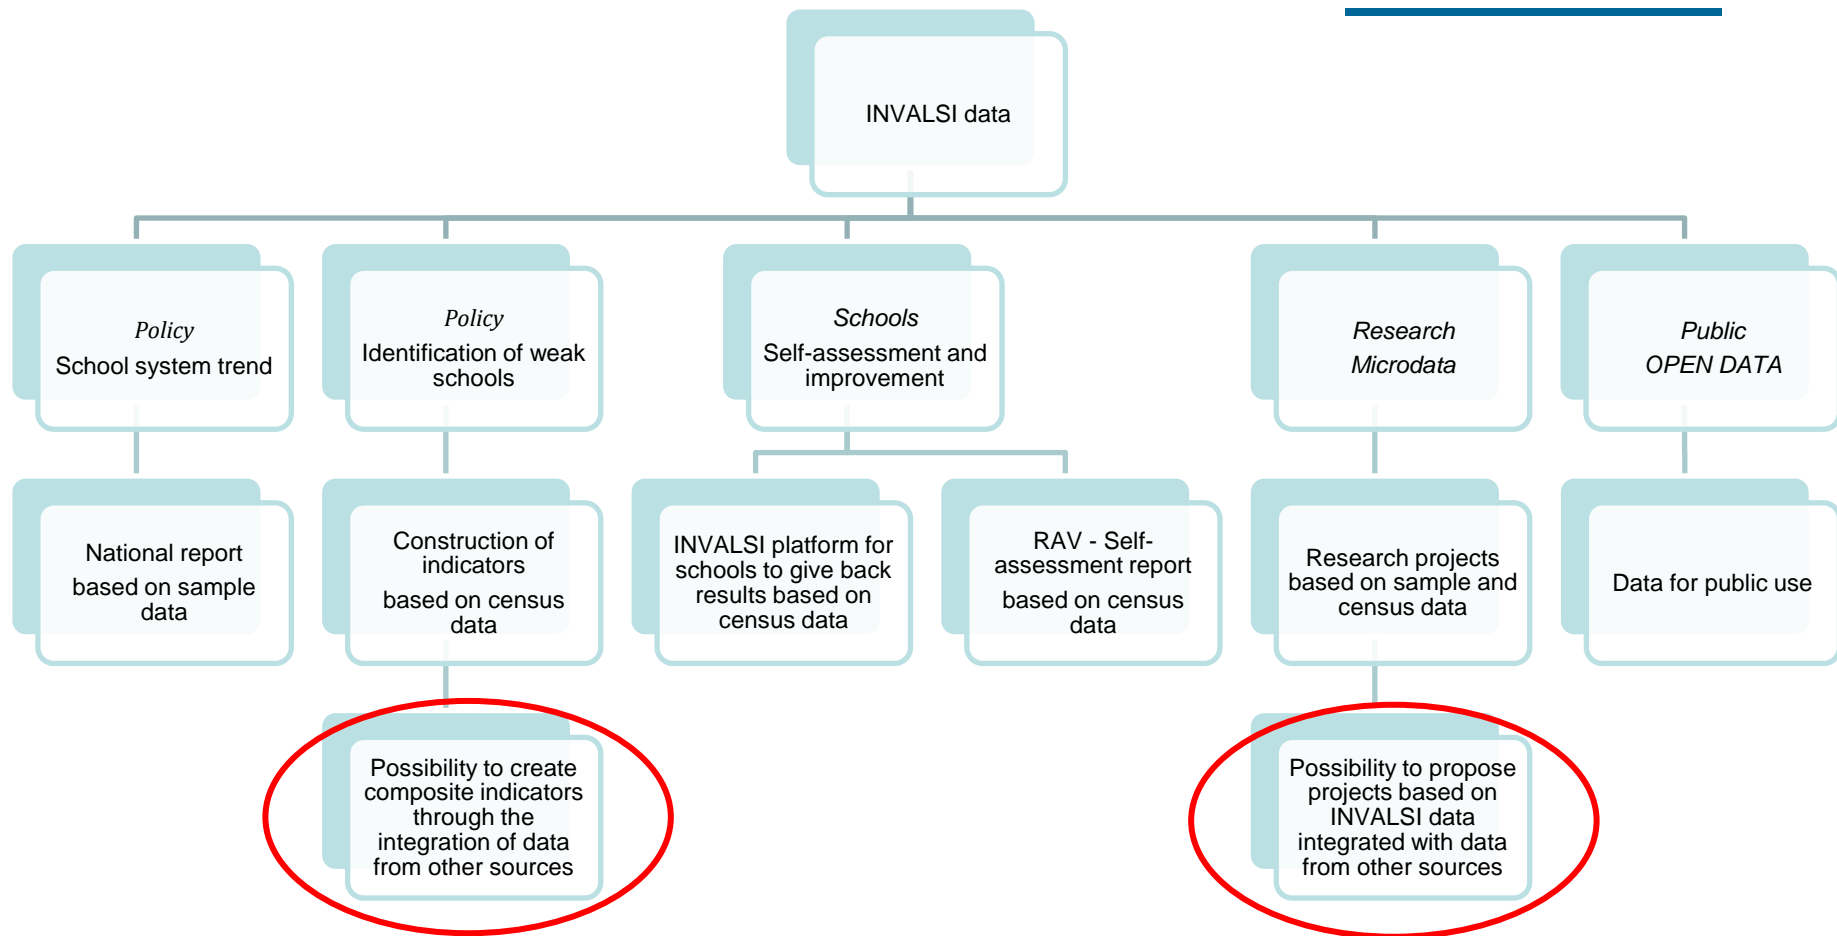 INVALSI data
Policy
School system trend
Policy
Identification of weak
schools
Schools
Self-assessment and
improvement
Research
Microdata
Public
OPEN DATA
National report
based on sample
data
Construction of
indicators
based on census
data
INVALSI platform for
schools to give back
results based on
census data
RAV - Self-
assessment report
based on census
data
Research projects
based on sample and
census data
Data for public use
Possibility to create
composite indicators
through the
integration of data
from other sources
Possibility to propose
projects based on
INVALSI data
integrated with data
from other sources